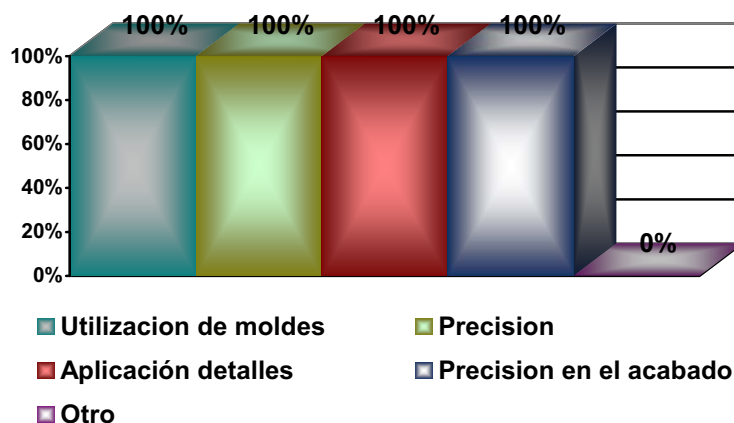 100% 100% 100% 100%
100%
80%
60%
40%
20%
0%
0%
Utilizacion de moldes Precision
Aplicación detalles Precision en el acabado
Otro